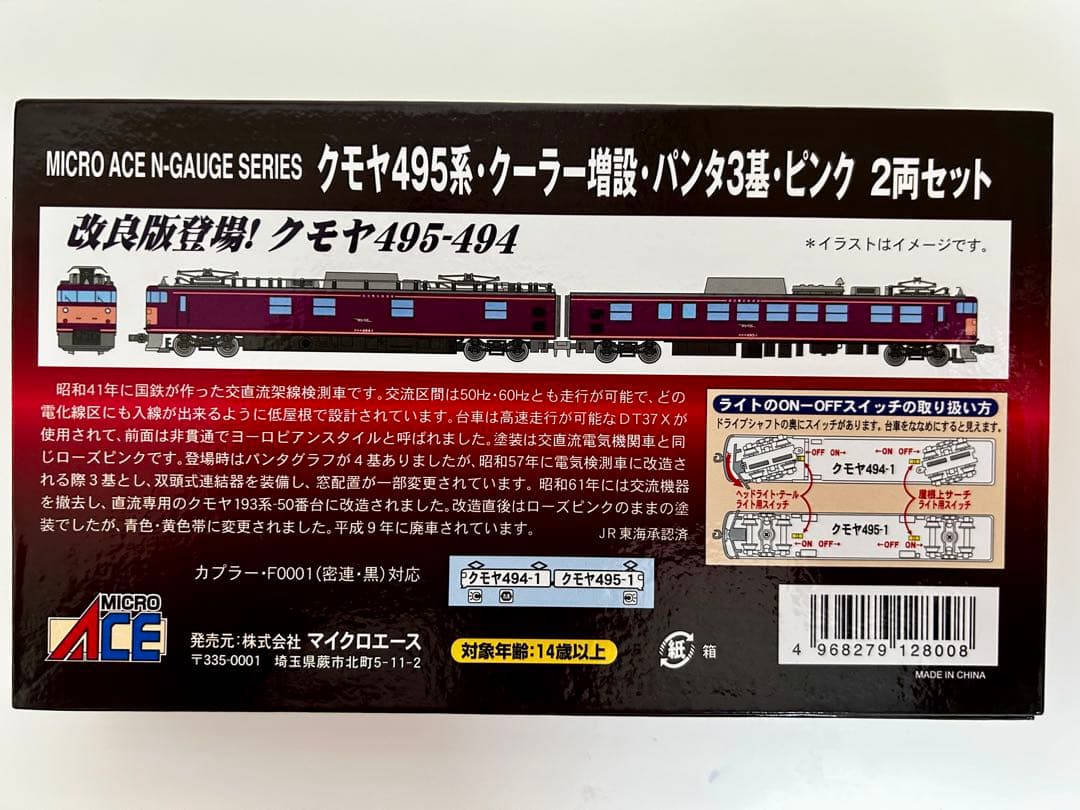 MICRO ACE N-GAUGE SERIES クモヤ495系・クーラー増設・パンタ3基・ピンク 2両セット
改良版登場! クモヤ495-494
＊イラストはイメージです。
昭和41年に国鉄が作った交直流架線検測車です。交流区間は50Hz・60Hzとも走行が可能で、どの
電化線区にも入線が出来るように低屋根で設計されています。台車は高速走行が可能なDT37Xが
使用されて、前面は非貫通でヨーロピアンスタイルと呼ばれました。塗装は交直流電気機関車と同
じローズピンクです。登場時はパンタグラフが4基ありましたが、昭和57年に電気検測車に改造さ
れる際3基とし、双頭式連結器を装備し、窓配置が一部変更されています。昭和61年には交流機器
を撤去し、直流専用のクモヤ193系-50番台に改造されました。改造直後はローズピンクのままの塗
装でしたが、青色・黄色帯に変更されました。平成9年に廃車されています。
JR東海承認済
ライトのON－OFFスイッチの取り扱い方
ドライブシャフトの奥にスイッチがあります。台車をななめにすると見えます。
OFF ON
OFF ON
クモヤ494-1
ヘッドライト・テール
ライト用スイッチ
屋根上サーチ
ライト用スイッチ
クモヤ495-1
ON OFF
ON OFF
カプラー・F0001(密連・黒)対応
クモヤ494-1 クモヤ495-1
M
MICRO
ACE
発売元：株式会社 マイクロエース
〒335-0001 埼玉県蕨市北町5-11-2
対象年齢：14歳以上
紙 箱
4 968279 128008
MADE IN CHINA